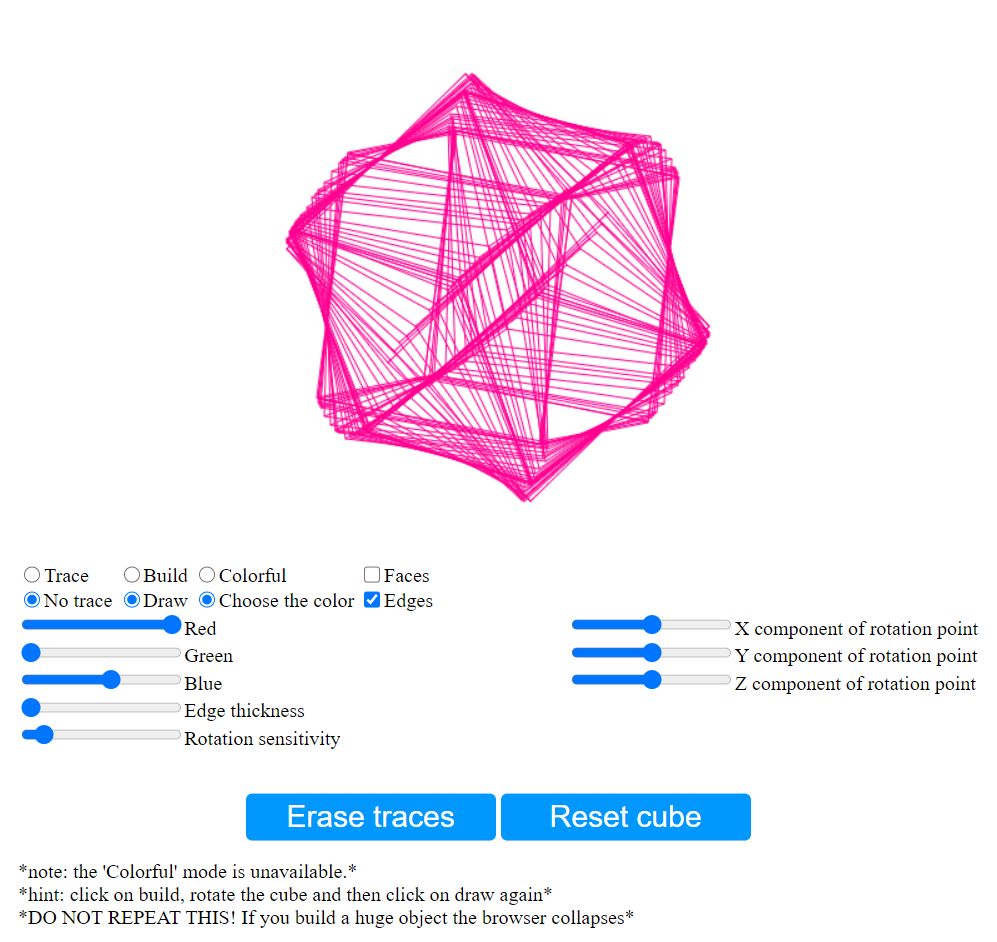 Trace Build Colorful Faces
No trace Draw Choose the color Edges
Red X component of rotation point
Green Y component of rotation point
Blue Z component of rotation point
Edge thickness
Rotation sensitivity
Erase traces Reset cube
*note: the 'Colorful' mode is unavailable.*
*hint: click on build, rotate the cube and then click on draw again*
*DO NOT REPEAT THIS! If you build a huge object the browser collapses*